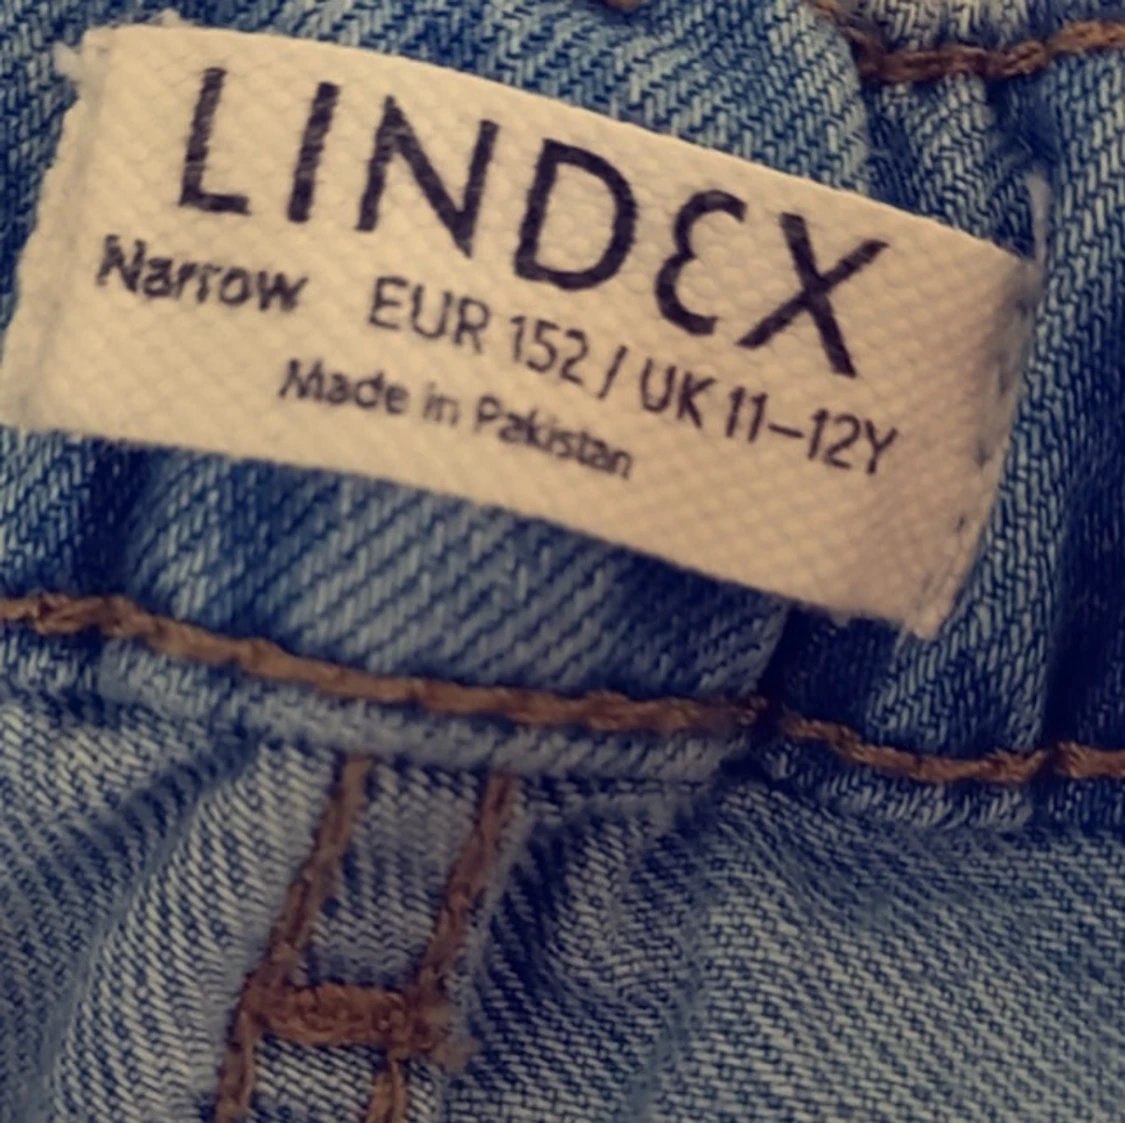 LINDEX
Narrow EUR 152 / UK 11–12Y
Made in Pakistan